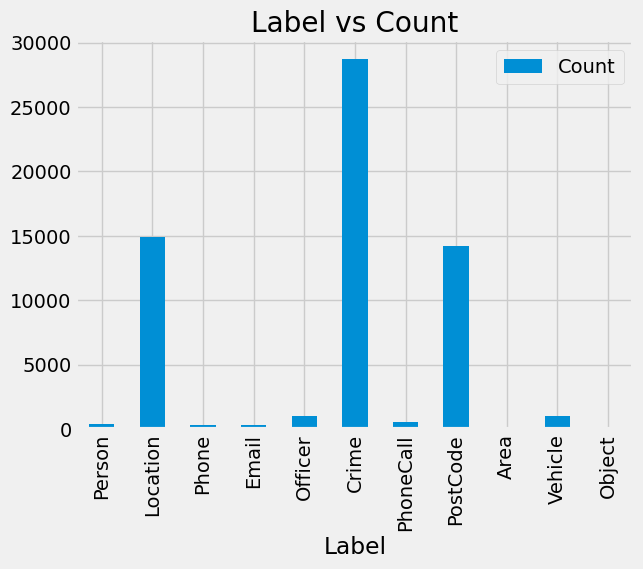 Label vs Count
Count
30000
25000
20000
15000
10000
5000
0
Person
Location
Phone
Email
Officer
Crime
PhoneCall
PostCode
Area
Vehicle
Object
Label